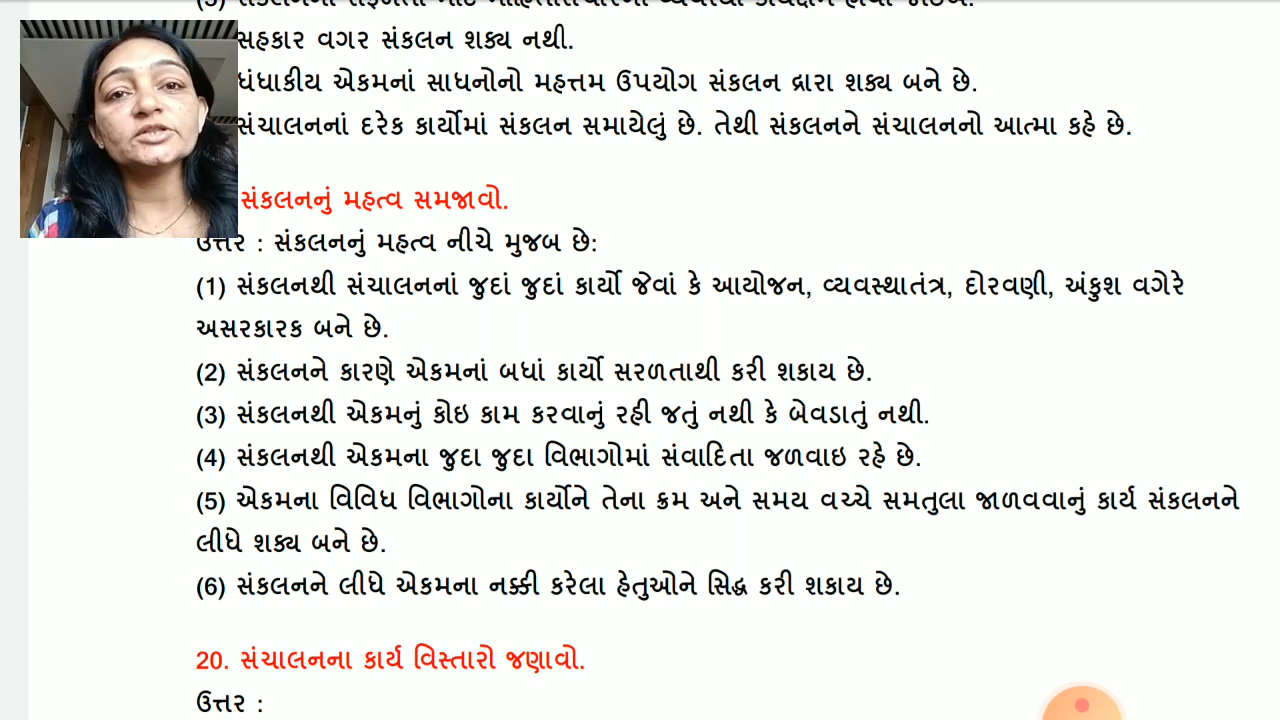 સહકાર વગર સંકલન શક્ય નથી.
ધંધાકીય એકમનાં સાધનોનો મહત્તમ ઉપયોગ સંકલન દ્રારા શક્ય બને છે.
સંચાલનનાં દરેક કાર્યોમાં સંકલન સમાયેલું છે. તેથી સંકલનને સંચાલનનો આત્મા કહે છે.
સંકલનનું મહત્વ સમજાવો.
ઉત્તર : સંકલનનું મહત્વ નીચે મુજબ છે:
(1) સંકલનથી સંચાલનનાં જુદાં જુદાં કાર્યો જેવાં કે આયોજન, વ્યવસ્થાતંત્ર, દોરવણી, અંકુશ વગેરે
અસરકારક બને છે.
(2) સંકલનને કારણે એકમનાં બધાં કાર્યો સરળતાથી કરી શકાય છે.
(3) સંકલનથી એકમનું કોઇ કામ કરવાનું રહી જતું નથી કે બેવડાતું નથી.
(4) સંકલનથી એકમના જુદા જુદા વિભાગોમાં સંવાદિતા જળવાઇ રહે છે.
(5) એકમના વિવિધ વિભાગોના કાર્યોને તેના ક્રમ અને સમય વચ્ચે સમતુલા જાળવવાનું કાર્ય સંકલનને
લીધે શક્ય બને છે.
(6) સંકલનને લીધે એકમના નક્કી કરેલા હેતુઓને સિદ્ધ કરી શકાય છે.
20. સંચાલનના કાર્ય વિસ્તારો જણાવો.
ઉત્તર :